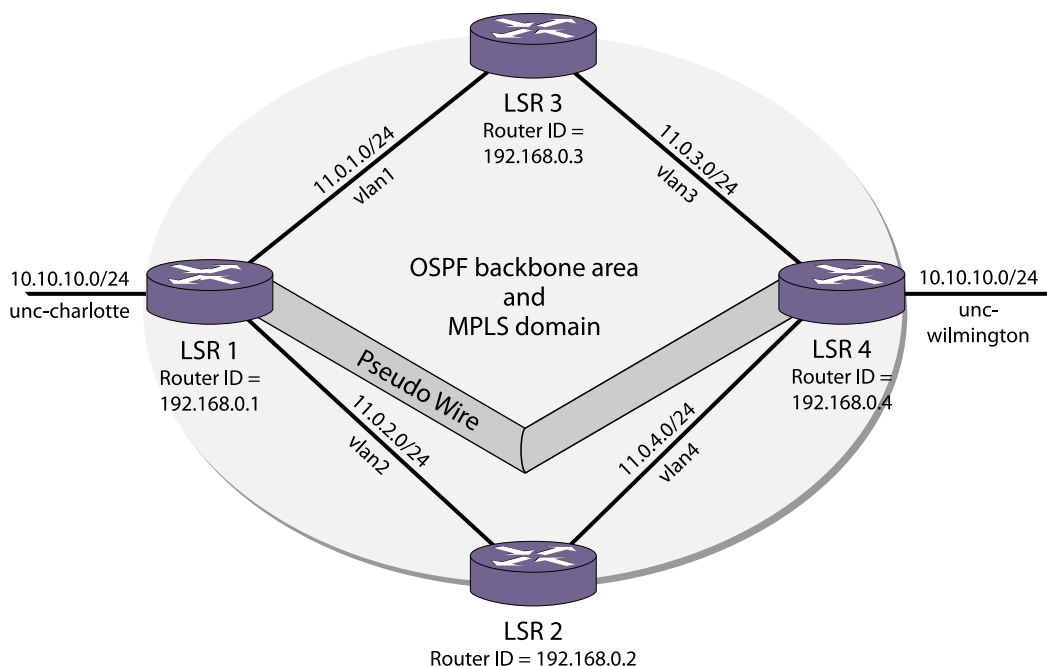 LSR 3
Router ID =
192.168.0.3
11.0.1.0/24
vlan1
11.0.3.0/24
vlan3
10.10.10.0/24
unc-charlotte
OSPF backbone area
and
MPLS domain
10.10.10.0/24
unc-
wilmington
LSR 1
Router ID =
192.168.0.1
Pseudo Wire
LSR 4
Router ID =
192.168.0.4
11.0.2.0/24
vlan2
11.0.4.0/24
vlan4
LSR 2
Router ID = 192.168.0.2